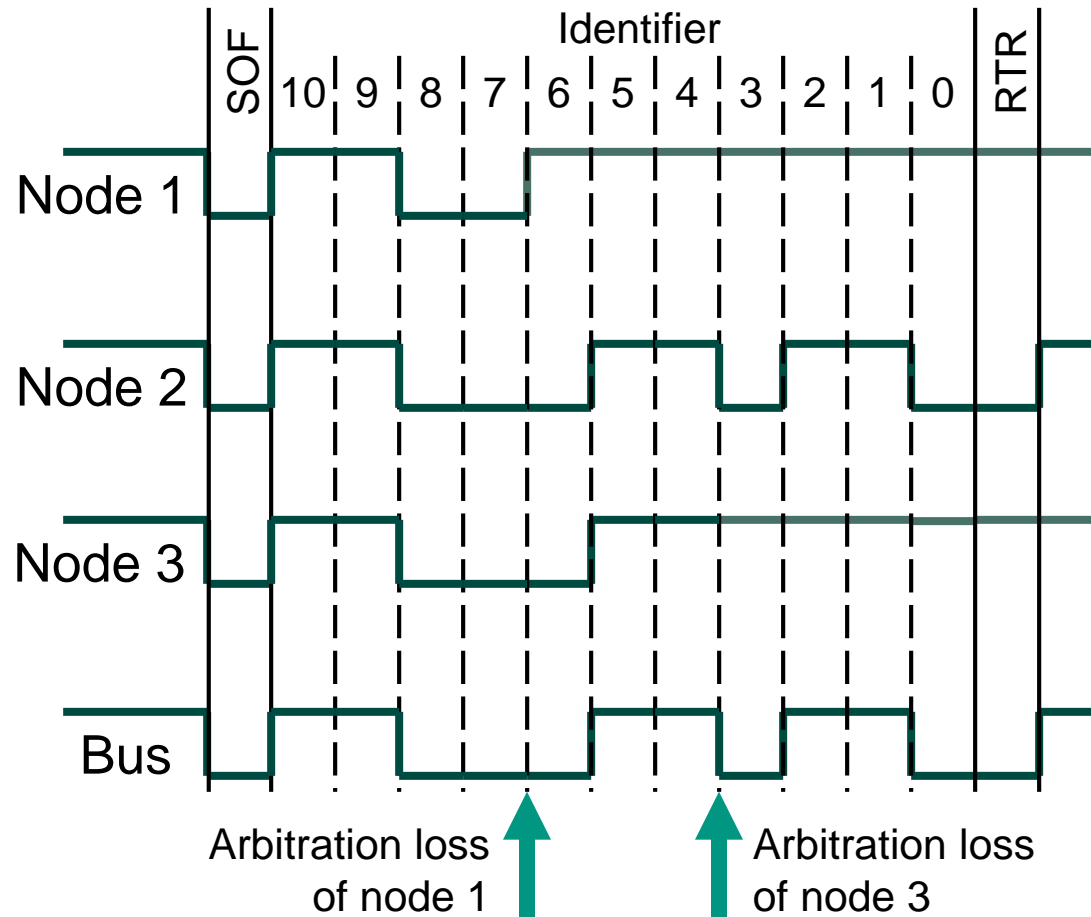 Identifier
SOF
10 9 8 7 6 5 4 3 2 1 0
RTR
Node 1
Node 2
Node 3
Bus
Arbitration loss
of node 1
Arbitration loss
of node 3